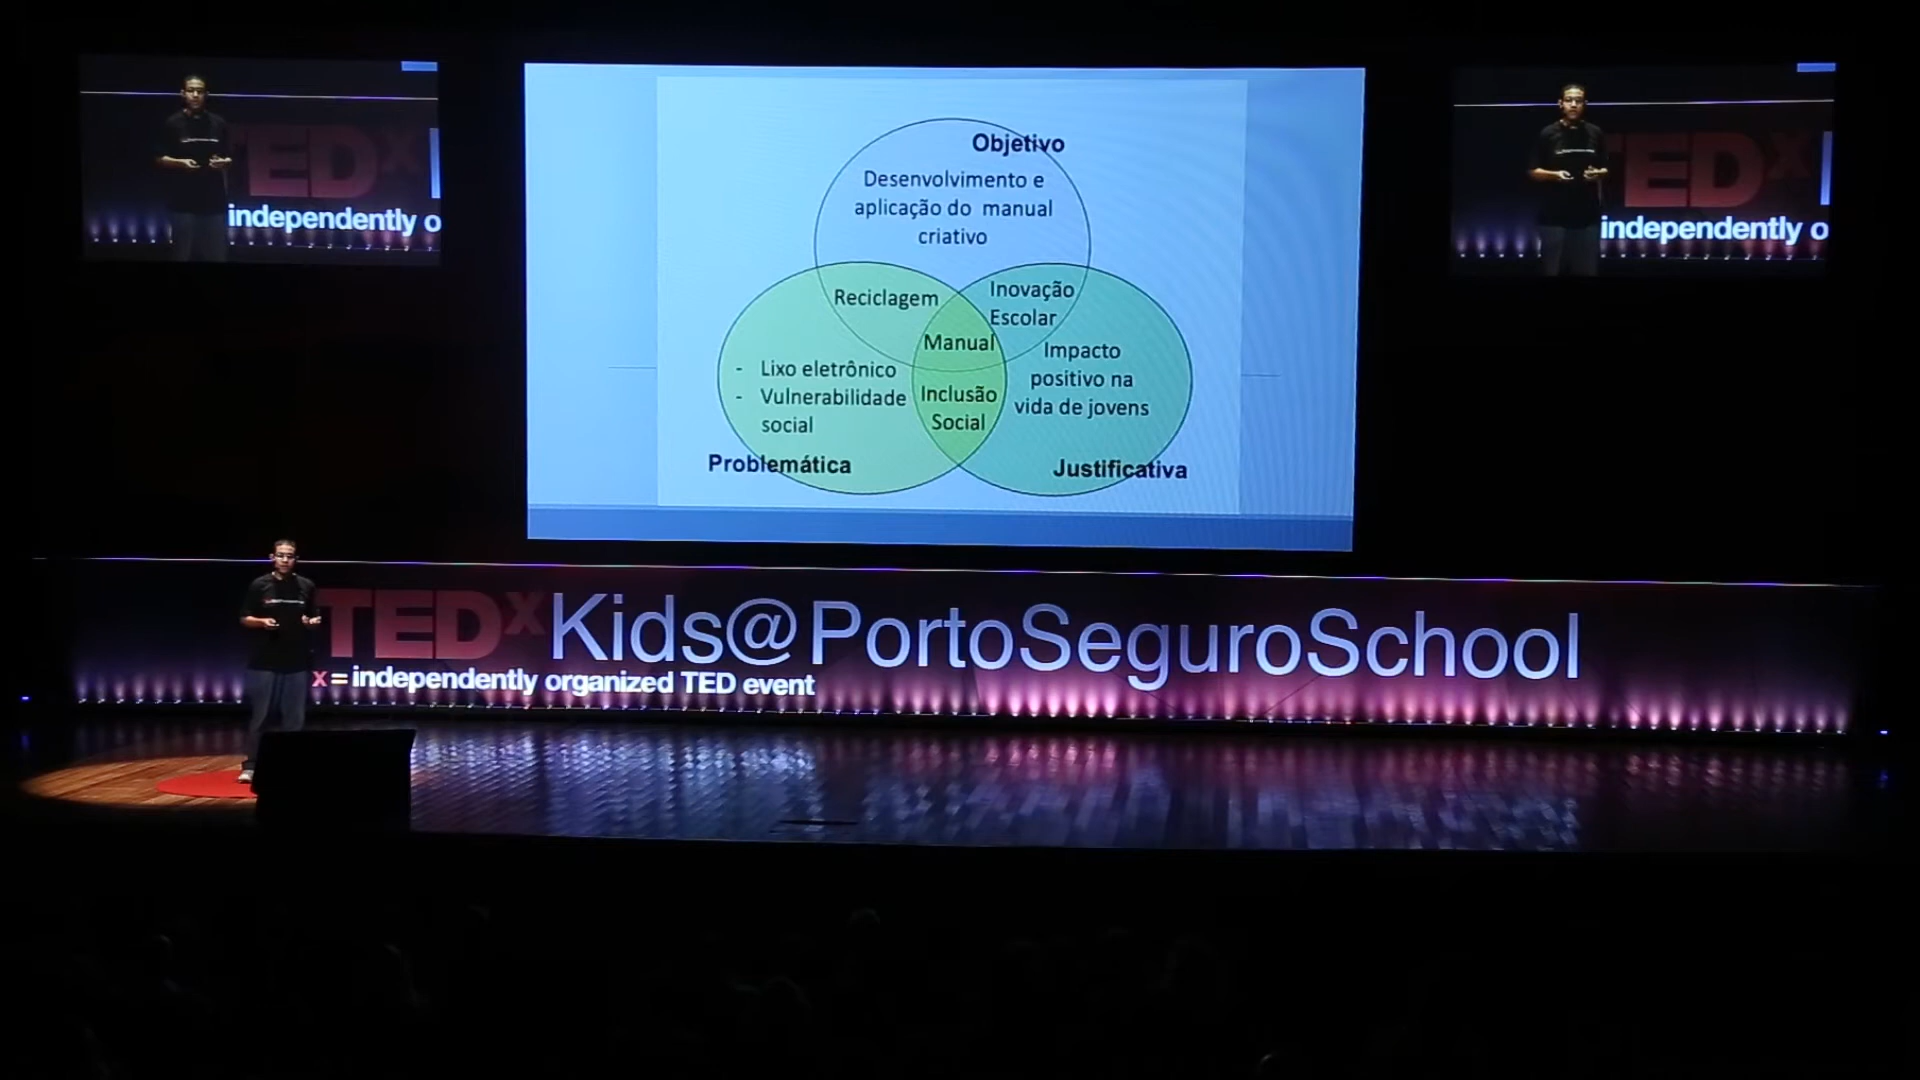 TEDx
independently o
Objetivo
Desenvolvimento e
aplicação do manual
criativo
Reciclagem
Inovação
Escolar
Manual
- Lixo eletrônico
- Vulnerabilidade
social
Inclusão
Social
Impacto
positivo na
vida de jovens
Problemática
Justificativa
TEDx
independently o
TEDxKids@PortoSeguroSchool
x = independently organized TED event